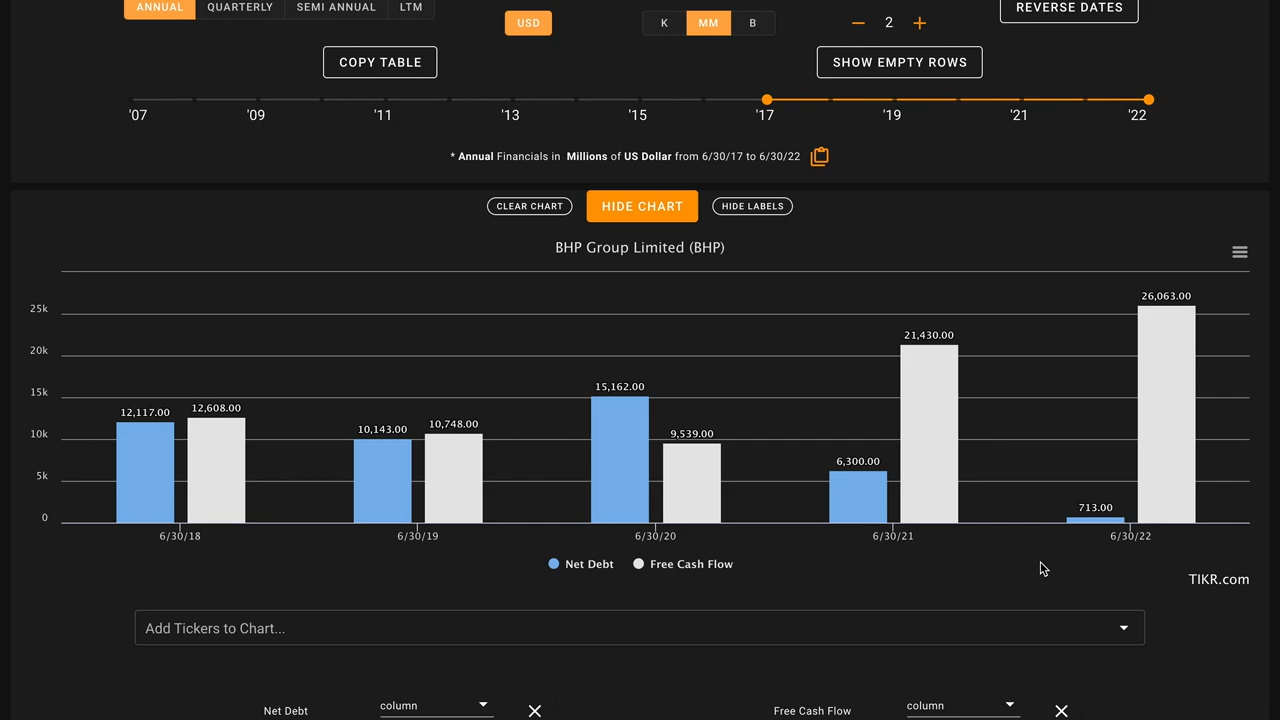 ANNUAL QUARTERLY SEMI ANNUAL LTM
USD
K MM B
2
REVERSE DATES
COPY TABLE
SHOW EMPTY ROWS
'07 '09 '11 '13 '15 '17 '19 '21 '22
* Annual Financials in Millions of US Dollar from 6/30/17 to 6/30/22
CLEAR CHART
HIDE CHART
HIDE LABELS
BHP Group Limited (BHP)
25k
20k
15k
10k
5k
0
12,117.00 12,608.00
10,143.00 10,748.00
15,162.00 9,539.00
6,300.00 21,430.00
713.00 26,063.00
6/30/18 6/30/19 6/30/20 6/30/21 6/30/22
Net Debt Free Cash Flow
TIKR.com
Add Tickers to Chart...
Net Debt column
Free Cash Flow column